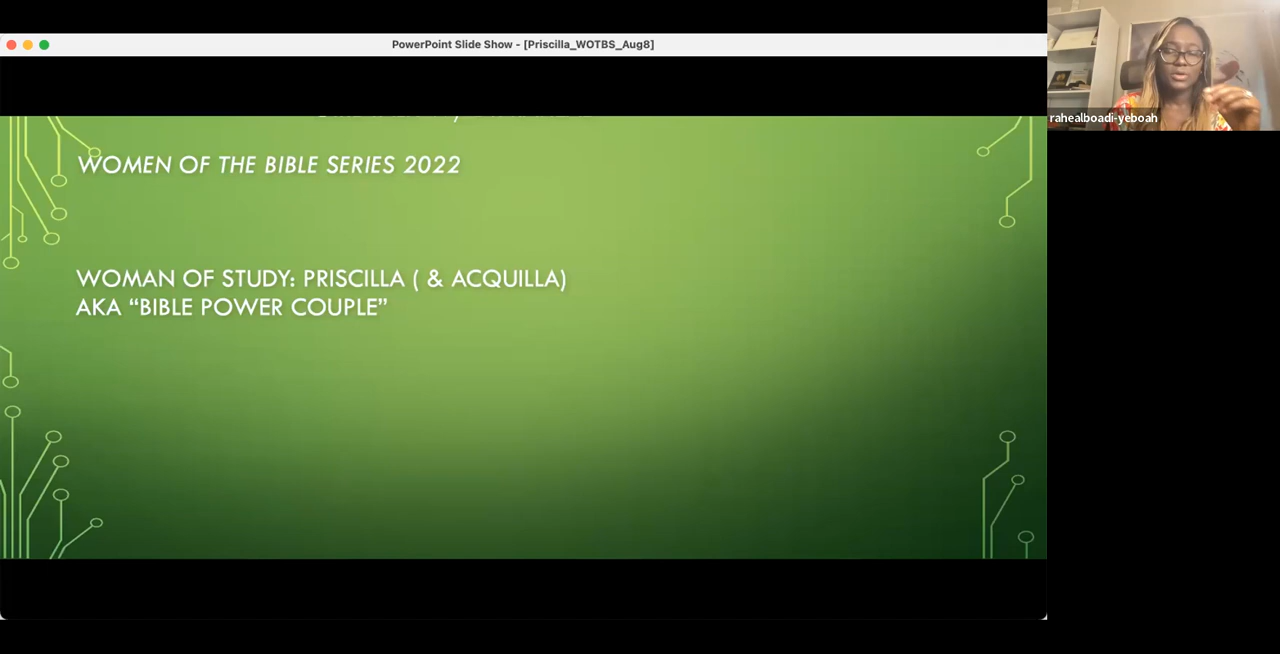 PowerPoint Slide Show - [Priscilla_WOTBS_Aug8]
rahealboadi-yeboah
WOMEN OF THE BIBLE SERIES 2022
WOMAN OF STUDY: PRISCILLA ( & ACQUILLA)
AKA “BIBLE POWER COUPLE”